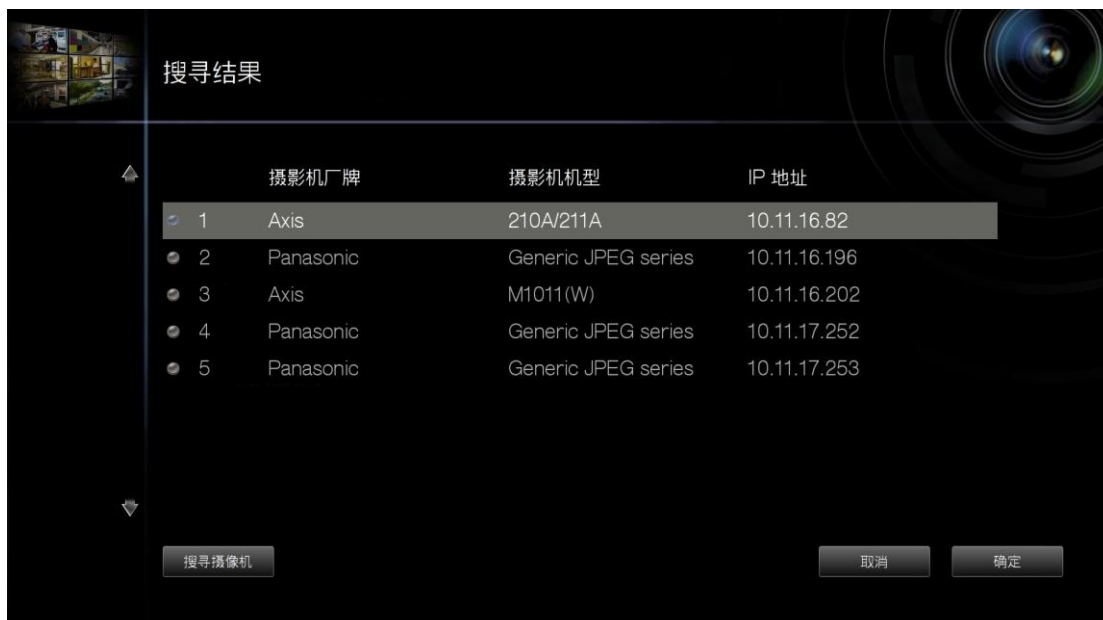 搜寻结果
摄影机厂牌 摄影机机型 IP 地址
1 Axis 210A/211A 10.11.16.82
2 Panasonic Generic JPEG series 10.11.16.196
3 Axis M1011(W) 10.11.16.202
4 Panasonic Generic JPEG series 10.11.17.252
5 Panasonic Generic JPEG series 10.11.17.253
搜寻摄像机 取消 确定